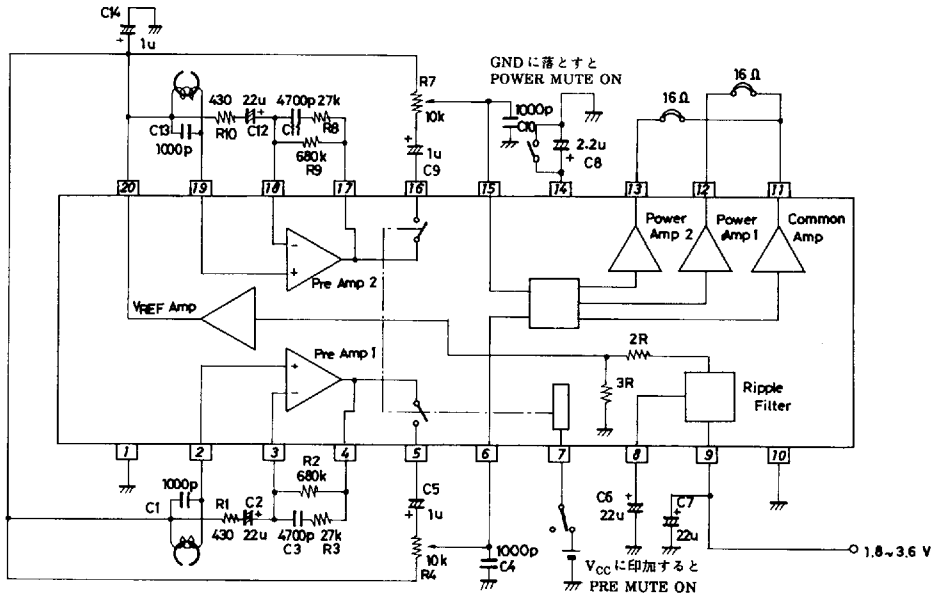 C14
1u
GNDに落とすと
POWER MUTE ON
16Ω
16Ω
430
22u
4700p
27k
R7
C13
R10
C12
C11
R8
1000p
680k
R9
10k
1u
C9
1000p
C10
2.2u
C8
20
19
18
17
16
15
14
13
12
11
Power
Amp 2
Power
Amp 1
Common
Amp
Pre Amp 2
VREF Amp
Pre Amp 1
2R
3R
Ripple
Filter
1
2
3
4
5
6
7
8
9
10
1000p
C1
R1
430
C2
22u
R2
680k
4700p
C3
27k
R3
C5
1u
10k
R4
1000p
C4
C6
22u
C7
22u
1.8~3.6 V
VCCに印加すると
PRE MUTE ON